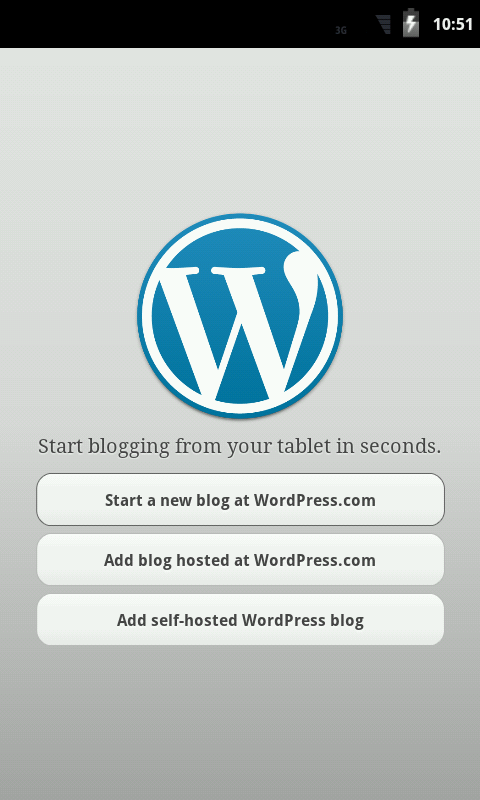 3G 10:51
W
Start blogging from your tablet in seconds.
Start a new blog at WordPress.com
Add blog hosted at WordPress.com
Add self-hosted WordPress blog